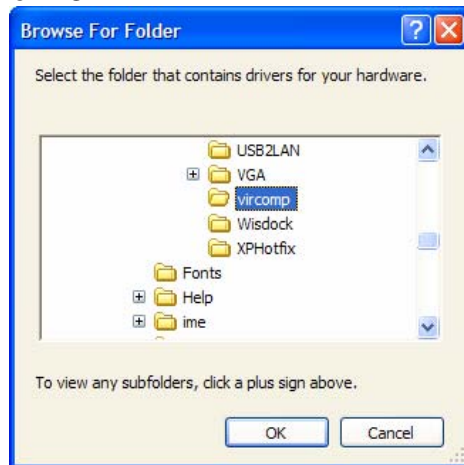 Browse For Folder
Select the folder that contains drivers for your hardware.
USB2LAN
VGA
vircomp
Wisdock
XPHotfix
Fonts
Help
ime
To view any subfolders, click a plus sign above.
OK Cancel